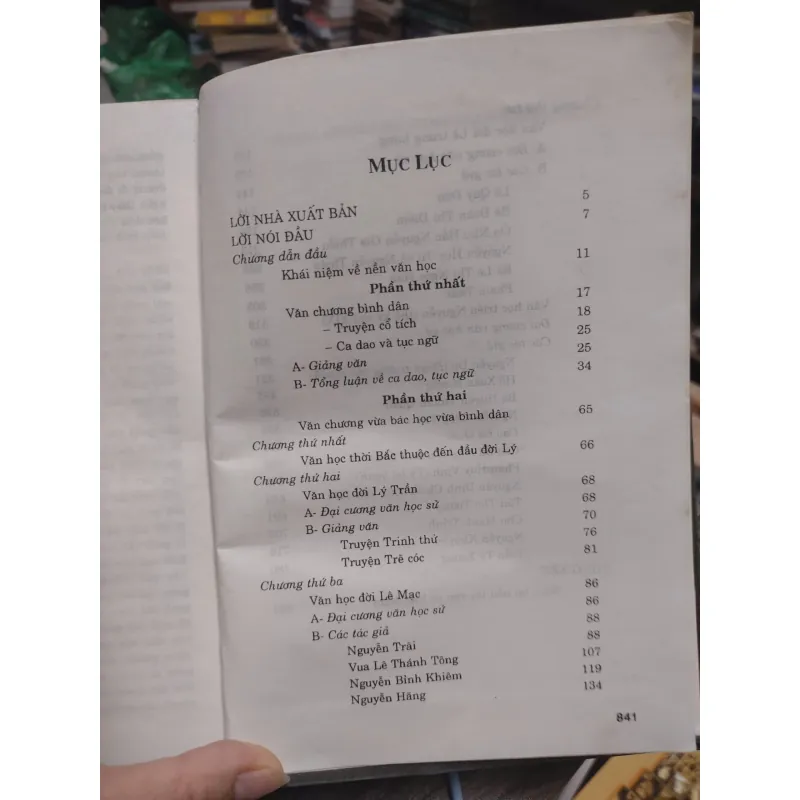 MỤC LỤC
LỜI NHÀ XUẤT BẢN 5
LỜI NÓI ĐẦU 7
Chương dẫn đầu
Khái niệm về nền văn học 11
Phần thứ nhất
Văn chương bình dân 17
– Truyện cổ tích 18
– Ca dao và tục ngữ 25
A- Giảng văn 25
B- Tổng luận về ca dao, tục ngữ 34
Phần thứ hai
Văn chương vừa bác học vừa bình dân 65
Chương thứ nhất
Văn học thời Bắc thuộc đến đầu đời Lý 66
Chương thứ hai
Văn học đời Lý Trần 68
A- Đại cương văn học sử 68
B- Giảng văn 70
Truyện Trinh thử 76
Truyện Trê cóc 81
Chương thứ ba
Văn học đời Lê Mạc 86
A- Đại cương văn học sử 86
B- Các tác giả 88
Nguyễn Trãi 88
Vua Lê Thánh Tông 107
Nguyễn Bỉnh Khiêm 119
Nguyễn Hãng 134
841